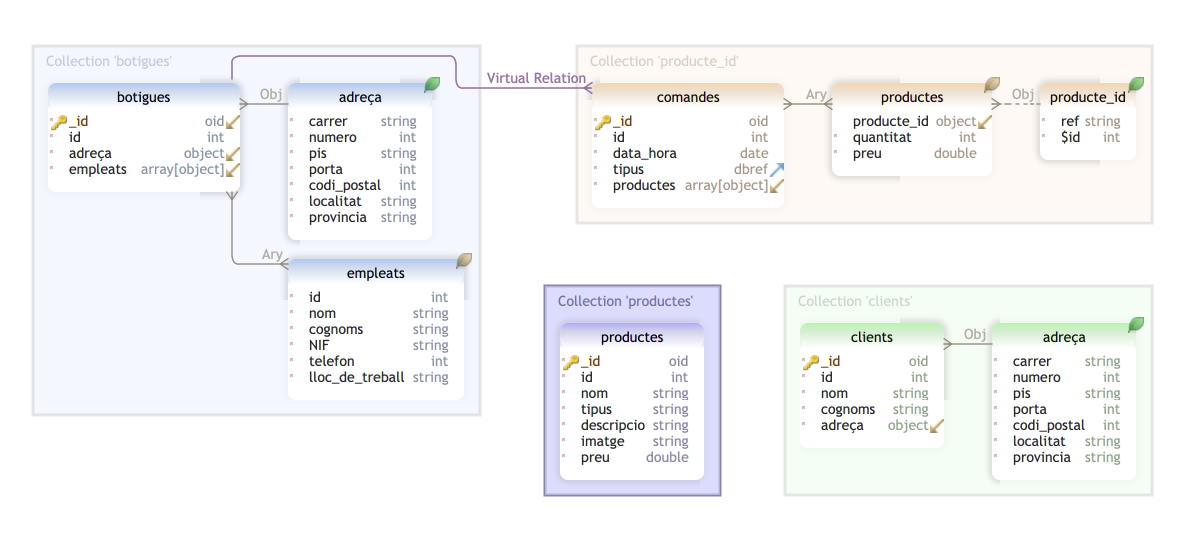 Collection 'botigues'
botigues
_id oid
id int
adreça object
empleats array[object]
Obj
adreça
carrer string
numero int
pis string
porta int
codi_postal int
localitat string
provincia string
Ary
empleats
id int
nom string
cognoms string
NIF string
telefon int
lloc_de_treball string
Virtual Relation
Collection 'producte_id'
comandes
_id oid
id int
data_hora date
tipus dbref
productes array[object]
Ary
productes
producte_id object
quantitat int
preu double
Obj
producte_id
ref string
$id int
Collection 'productes'
productes
_id oid
id int
nom string
tipus string
descripcio string
imatge string
preu double
Collection 'clients'
clients
_id oid
id int
nom string
cognoms string
adreça object
Obj
adreça
carrer string
numero int
pis string
porta int
codi_postal int
localitat string
provincia string